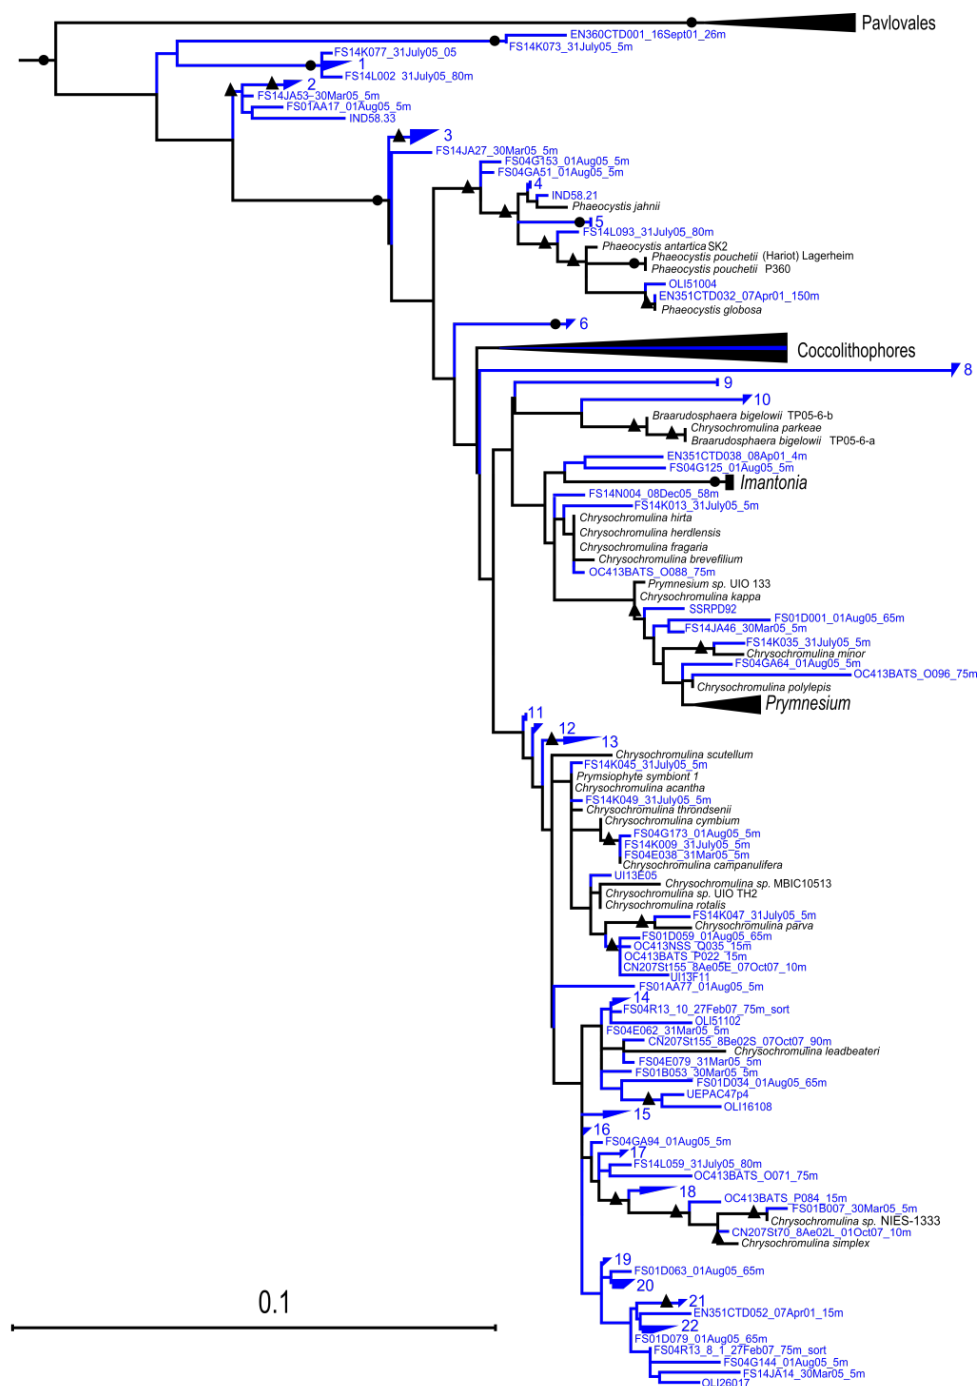 Pavlovales
EN360CTD001_16Sept01_26m
FS14K073_31July05_5m
FS14K077_31July05_05
1
FS14L002_31July05_80m
2
FS14JA53_30Mar05_5m
FS01AA17_01Aug05_5m
IND58.33
3
FS14JA27_30Mar05_5m
FS04G153_01Aug05_5m
FS04GA51_01Aug05_5m
4
IND58.21
Phaeocystis jahnii
5
FS14L093_31July05_80m
Phaeocystis antartica SK2
Phaeocystis pouchetii (Hariot) Lagerheim
Phaeocystis pouchetii P360
OLI51004
EN351CTD032_07Apr01_150m
Phaeocystis globosa
6
Coccolithophores
8
9
10
Braarudosphaera bigelowii TP05-6-b
Chrysochromulina parkeae
Braarudosphaera bigelowii TP05-6-a
EN351CTD038_08Ap01_4m
FS04G125_01Aug05_5m
Imantonia
FS14N004_08Dec05_58m
FS14K013_31July05_5m
Chrysochromulina hirta
Chrysochromulina herdlensis
Chrysochromulina fragaria
Chrysochromulina brevefilium
OC413BATS_O088_75m
Prymnesium sp. UIO 133
Chrysochromulina kappa
SSRPD92
FS01D001_01Aug05_65m
FS14JA46_30Mar05_5m
FS14K035_31July05_5m
Chrysochromulina minor
FS04GA64_01Aug05_5m
OC413BATS_O096_75m
Chrysochromulina polylepis
Prymnesium
11
12
13
Chrysochromulina scutellum
FS14K045_31July05_5m
Prymsiophyte symbiont 1
Chrysochromulina acantha
FS14K049_31July05_5m
Chrysochromulina throndsenii
Chrysochromulina cymbium
FS04G173_01Aug05_5m
FS14K009_31July05_5m
FS04E038_31Mar05_5m
Chrysochromulina campanulifera
UI13E05
Chrysochromulina sp. MBIC10513
Chrysochromulina sp. UIO TH2
Chrysochromulina rotalis
FS14K047_31July05_5m
Chrysochromulina parva
FS01D059_01Aug05_65m
OC413NSS_Q035_15m
OC413BATS_P022_15m
CN207St155_8Ae05E_07Oct07_10m
UI13F11
FS01AA77_01Aug05_5m
14
FS04R13_10_27Feb07_75m_sort
OLI51102
FS04E062_31Mar05_5m
CN207St155_8Be02S_07Oct07_90m
Chrysochromulina leadbeateri
FS04E079_31Mar05_5m
FS01B053_30Mar05_5m
FS01D034_01Aug05_65m
UEPAC47p4
OLI16108
15
16
FS04GA94_01Aug05_5m
17
FS14L059_31July05_80m
OC413BATS_O071_75m
18
OC413BATS_P084_15m
FS01B007_30Mar05_5m
Chrysochromulina sp. NIES-1333
CN207St70_8Ae02L_01Oct07_10m
Chrysochromulina simplex
19
FS01D063_01Aug05_65m
20
21
EN351CTD052_07Apr01_15m
22
FS01D079_01Aug05_65m
FS04R13_8_1_27Feb07_75m_sort
FS04G144_01Aug05_5m
FS14JA14_30Mar05_5m
OLI26017
0.1